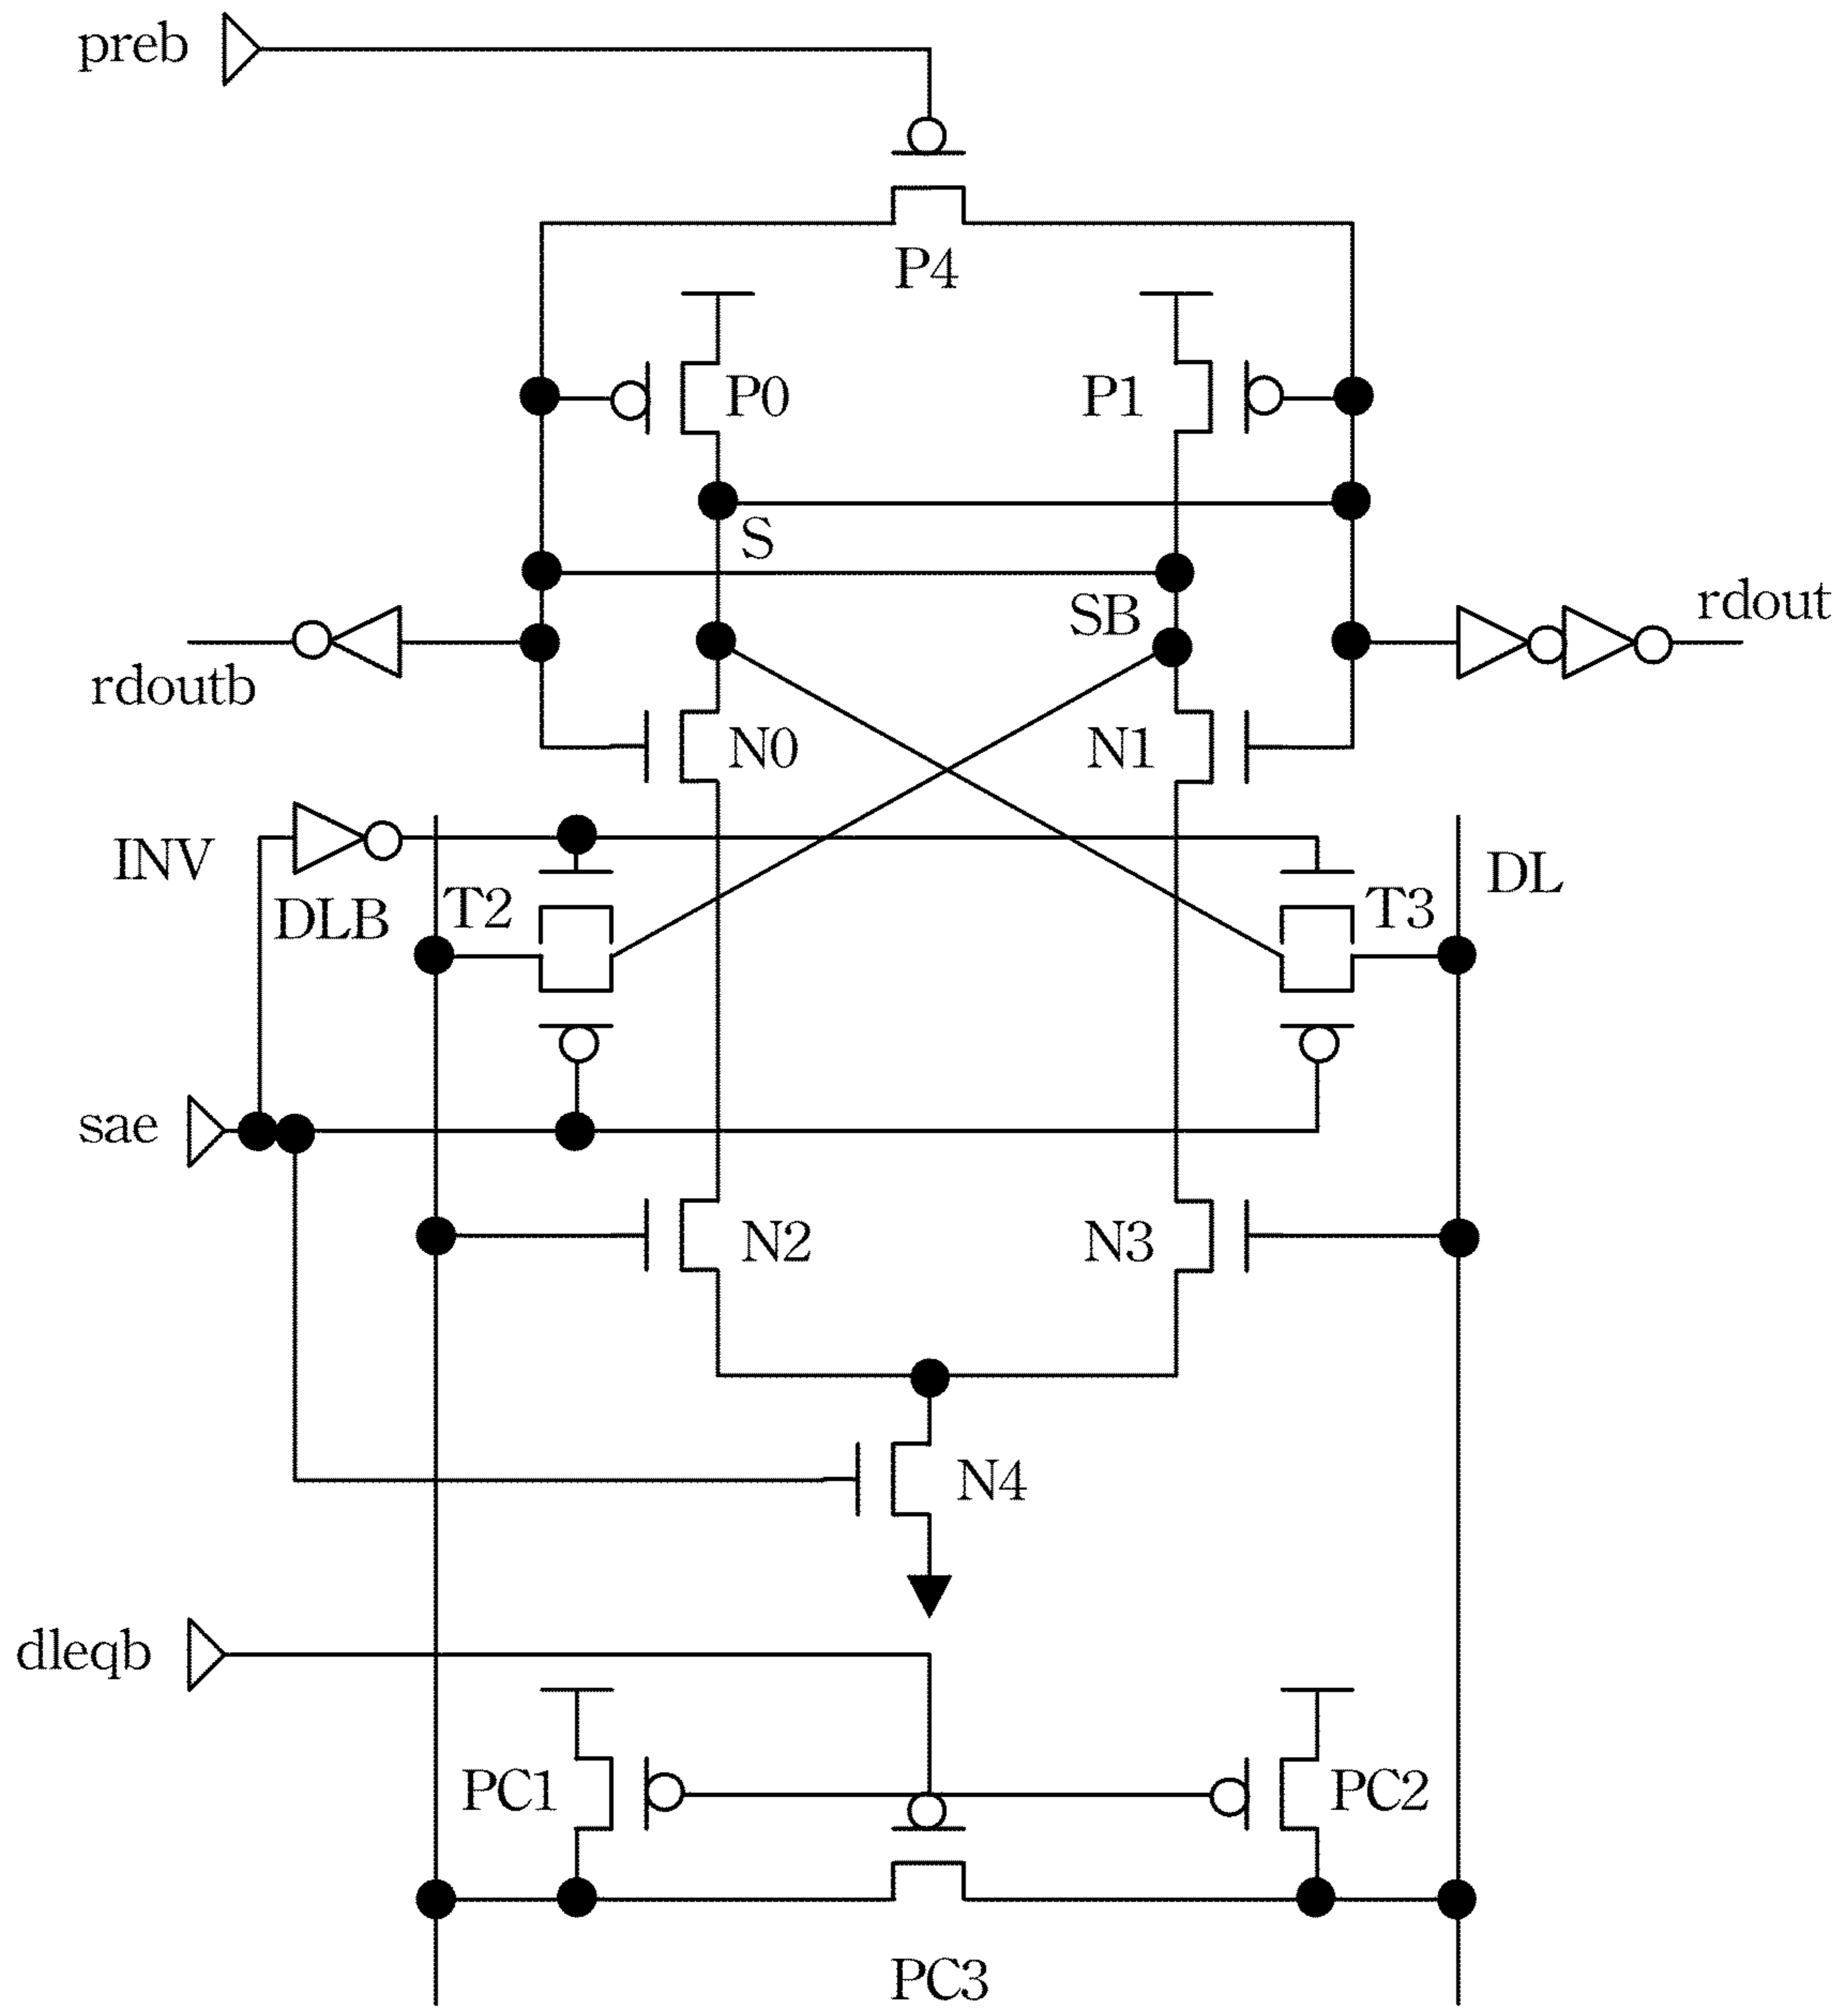 preb
P4
P0
P1
S
SB
rdout
rdoutb
N0
N1
INV
DLB
T2
T3
DL
sae
N2
N3
N4
dleqb
PC1
PC2
PC3